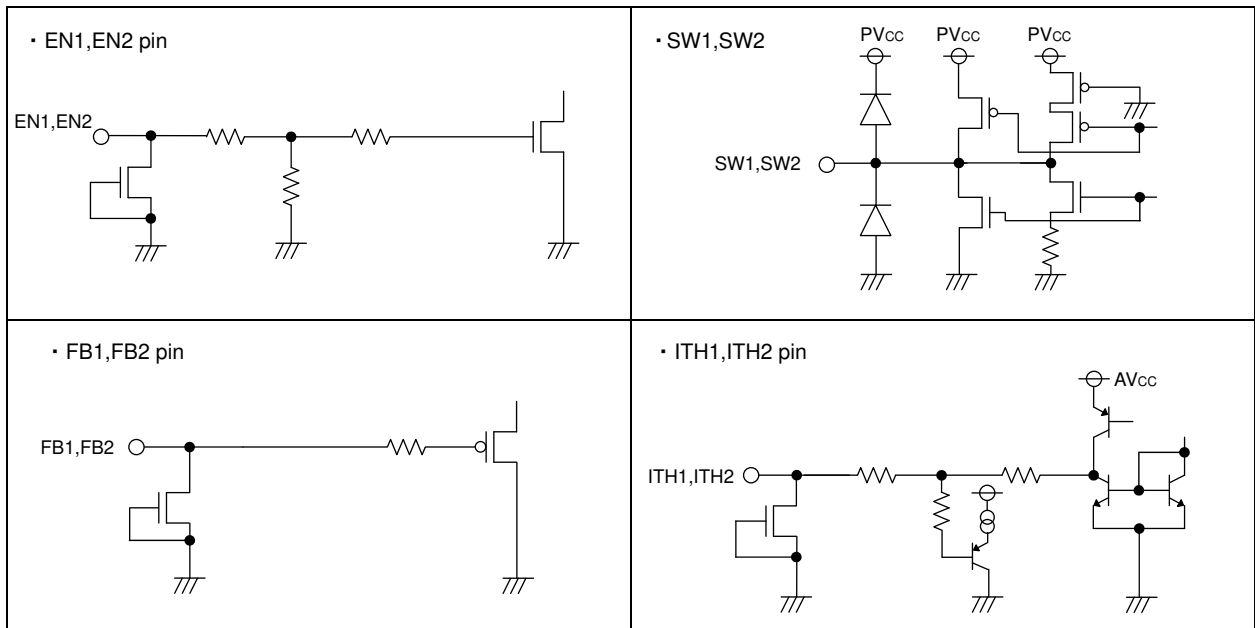 ・EN1,EN2 pin
EN1,EN2
・SW1,SW2
PVCC PVCC PVCC
SW1,SW2
・FB1,FB2 pin
FB1,FB2
・ITH1,ITH2 pin
AVCC
ITH1,ITH2